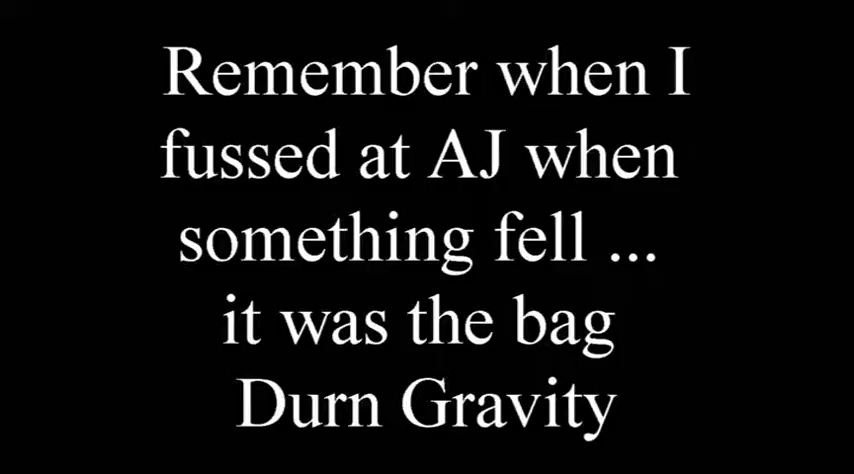 Remember when I
fussed at AJ when
something fell ...
it was the bag
Durn Gravity